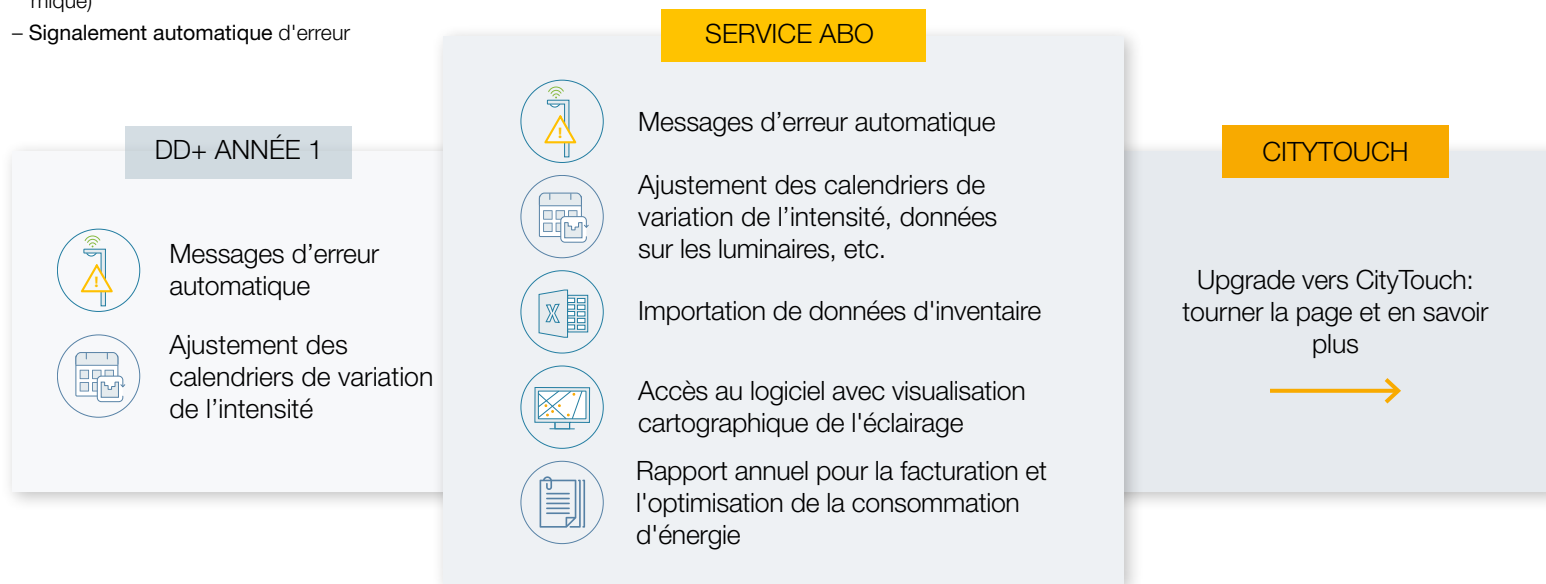 mique)
– Signalement automatique d'erreur
DD+ ANNÉE 1
Messages d’erreur
automatique
Ajustement des
calendriers de variation
de l’intensité
SERVICE ABO
Messages d’erreur automatique
Ajustement des calendriers de
variation de l’intensité, données
sur les luminaires, etc.
Importation de données d'inventaire
Accès au logiciel avec visualisation
cartographique de l'éclairage
Rapport annuel pour la facturation et
l'optimisation de la consommation
d'énergie
CITYTOUCH
Upgrade vers CityTouch:
tourner la page et en savoir
plus